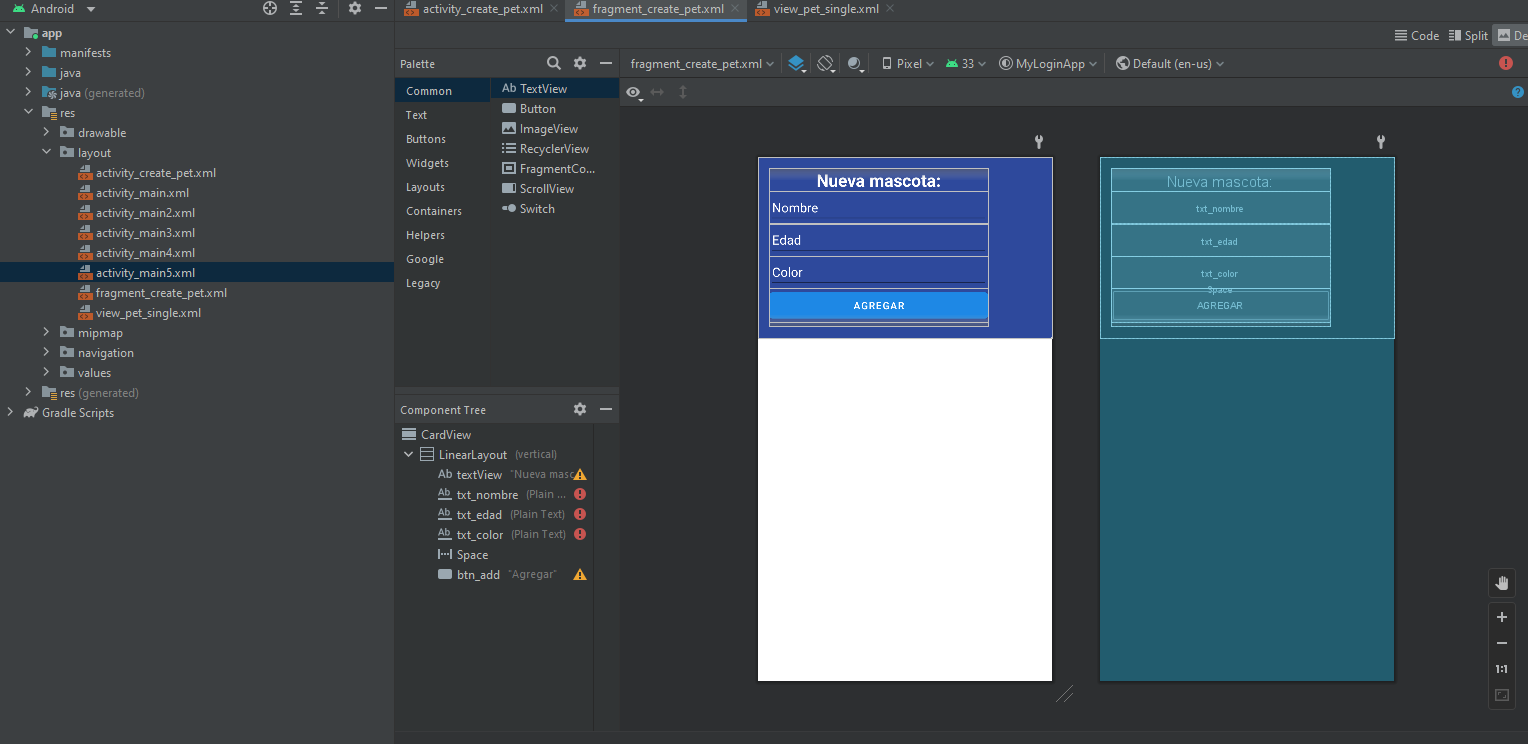 Android
activity_create_pet.xml
fragment_create_pet.xml
view_pet_single.xml
app
manifests
java
java (generated)
res
drawable
layout
activity_create_pet.xml
activity_main.xml
activity_main2.xml
activity_main3.xml
activity_main4.xml
activity_main5.xml
fragment_create_pet.xml
view_pet_single.xml
mipmap
navigation
values
res (generated)
Gradle Scripts
Code
Split
De
Palette
Common
Text
Buttons
Widgets
Layouts
Containers
Helpers
Google
Legacy
Ab TextView
Button
ImageView
RecyclerView
FragmentCo...
ScrollView
Switch
fragment_create_pet.xml
Pixel
33
MyLoginApp
Default (en-us)
Nueva mascota:
Nombre
Edad
Color
AGREGAR
Nueva mascota:
txt_nombre
txt_edad
txt_color
Space
AGREGAR
Component Tree
CardView
LinearLayout (vertical)
Ab textView "Nueva masc
Ab txt_nombre (Plain ...
Ab txt_edad (Plain Text)
Ab txt_color (Plain Text)
Space
btn_add "Agregar"
1:1